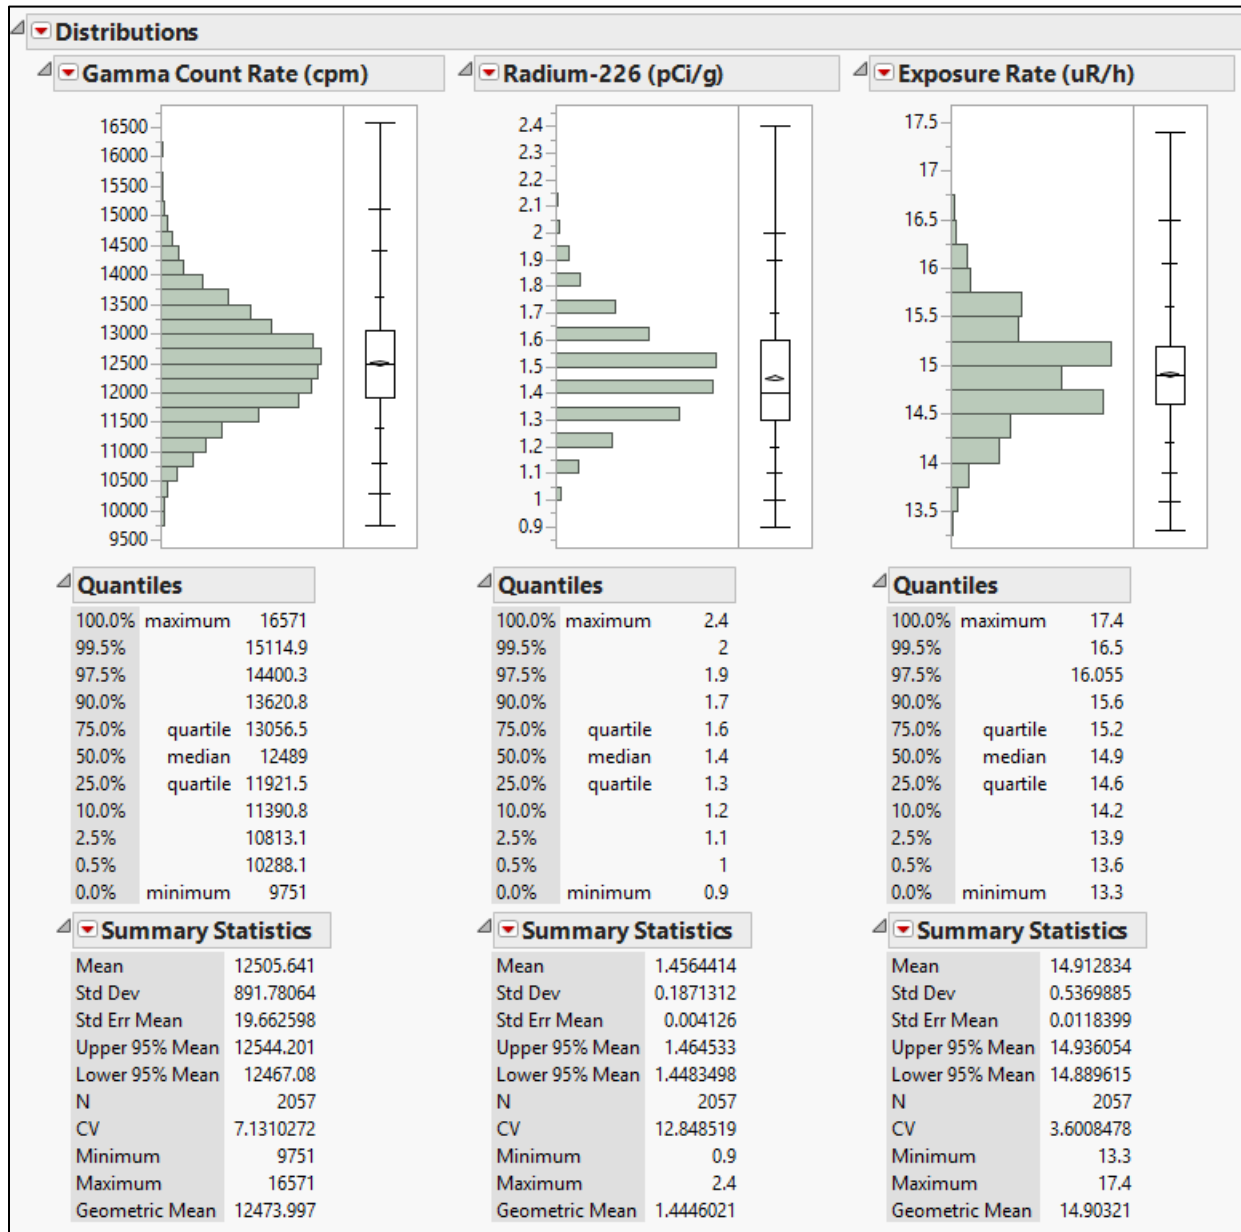 Distributions
Gamma Count Rate (cpm)
16500
16000
15500
15000
14500
14000
13500
13000
12500
12000
11500
11000
10500
10000
9500
Quantiles
100.0% maximum 16571
99.5% 15114.9
97.5% 14400.3
90.0% 13620.8
75.0% quartile 13056.5
50.0% median 12489
25.0% quartile 11921.5
10.0% 11390.8
2.5% 10813.1
0.5% 10288.1
0.0% minimum 9751
Summary Statistics
Mean 12505.641
Std Dev 891.78064
Std Err Mean 19.662598
Upper 95% Mean 12544.201
Lower 95% Mean 12467.08
N 2057
CV 7.1310272
Minimum 9751
Maximum 16571
Geometric Mean 12473.997
Radium-226 (pCi/g)
2.4
2.3
2.2
2.1
2
1.9
1.8
1.7
1.6
1.5
1.4
1.3
1.2
1.1
1
0.9
Quantiles
100.0% maximum 2.4
99.5% 2
97.5% 1.9
90.0% 1.7
75.0% quartile 1.6
50.0% median 1.4
25.0% quartile 1.3
10.0% 1.2
2.5% 1.1
0.5% 1
0.0% minimum 0.9
Summary Statistics
Mean 1.4564414
Std Dev 0.1871312
Std Err Mean 0.004126
Upper 95% Mean 1.464533
Lower 95% Mean 1.4483498
N 2057
CV 12.848519
Minimum 0.9
Maximum 2.4
Geometric Mean 1.4446021
Exposure Rate (uR/h)
17.5
17
16.5
16
15.5
15
14.5
14
13.5
Quantiles
100.0% maximum 17.4
99.5% 16.5
97.5% 16.055
90.0% 15.6
75.0% quartile 15.2
50.0% median 14.9
25.0% quartile 14.6
10.0% 14.2
2.5% 13.9
0.5% 13.6
0.0% minimum 13.3
Summary Statistics
Mean 14.912834
Std Dev 0.5369885
Std Err Mean 0.0118399
Upper 95% Mean 14.936054
Lower 95% Mean 14.889615
N 2057
CV 3.6008478
Minimum 13.3
Maximum 17.4
Geometric Mean 14.90321